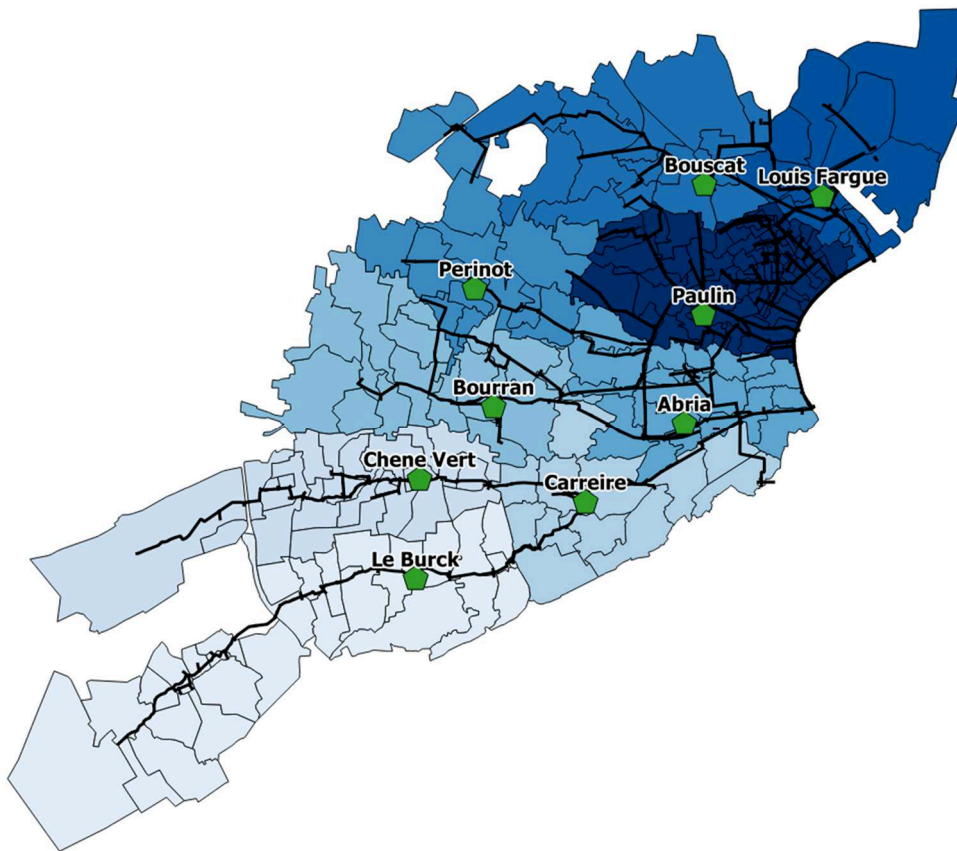 Bouscat
Louis Fargue
Perinot
Paulin
Bourran
Abria
Chene Vert
Carreire
Le Burck